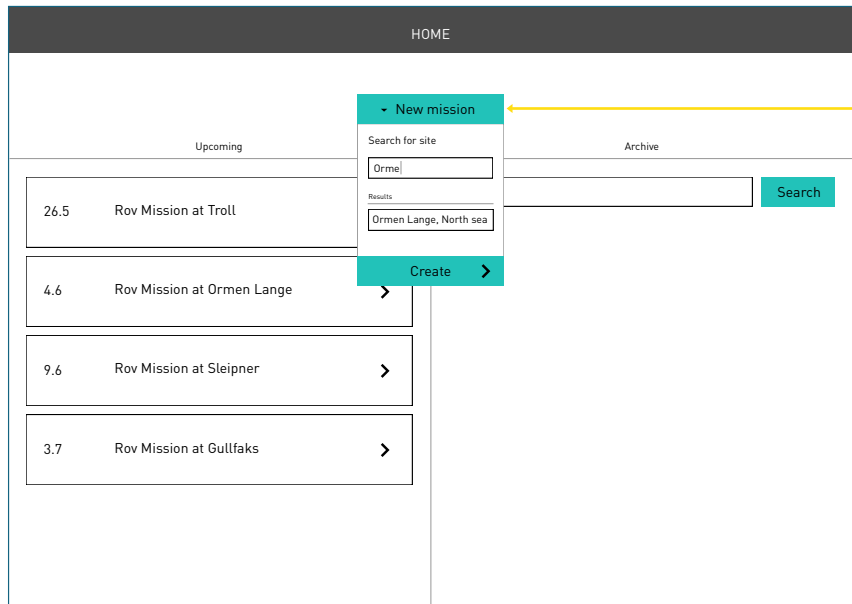 HOME
New mission
Search for site
Orme
Results
Ormen Lange, North sea
Create
Upcoming
Archive
Search
26.5 Rov Mission at Troll
4.6 Rov Mission at Ormen Lange
9.6 Rov Mission at Sleipner
3.7 Rov Mission at Gullfaks